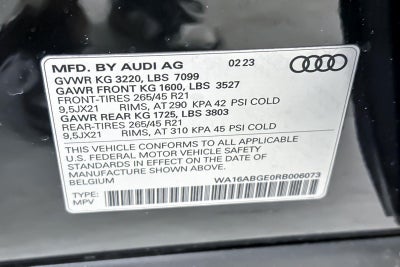 MFD. BY AUDI AG 02/23
GVWR KG 3220, LBS 7099
GAWR FRONT KG 1600, LBS 3527
FRONT-TIRES 265/45 R21
9,5JX21 RIMS, AT 290 KPA 42 PSI COLD
GAWR REAR KG 1725, LBS 3803
REAR-TIRES 265/45 R21
9,5JX21 RIMS, AT 310 KPA 45 PSI COLD
THIS VEHICLE CONFORMS TO ALL APPLICABLE
U.S. FEDERAL MOTOR VEHICLE SAFETY
STANDARDS IN EFFECT ON THE DATE OF
MANUFACTURE SHOWN ABOVE.
BELGIUM WA16ABGE0RB006073
TYPE:
MPV